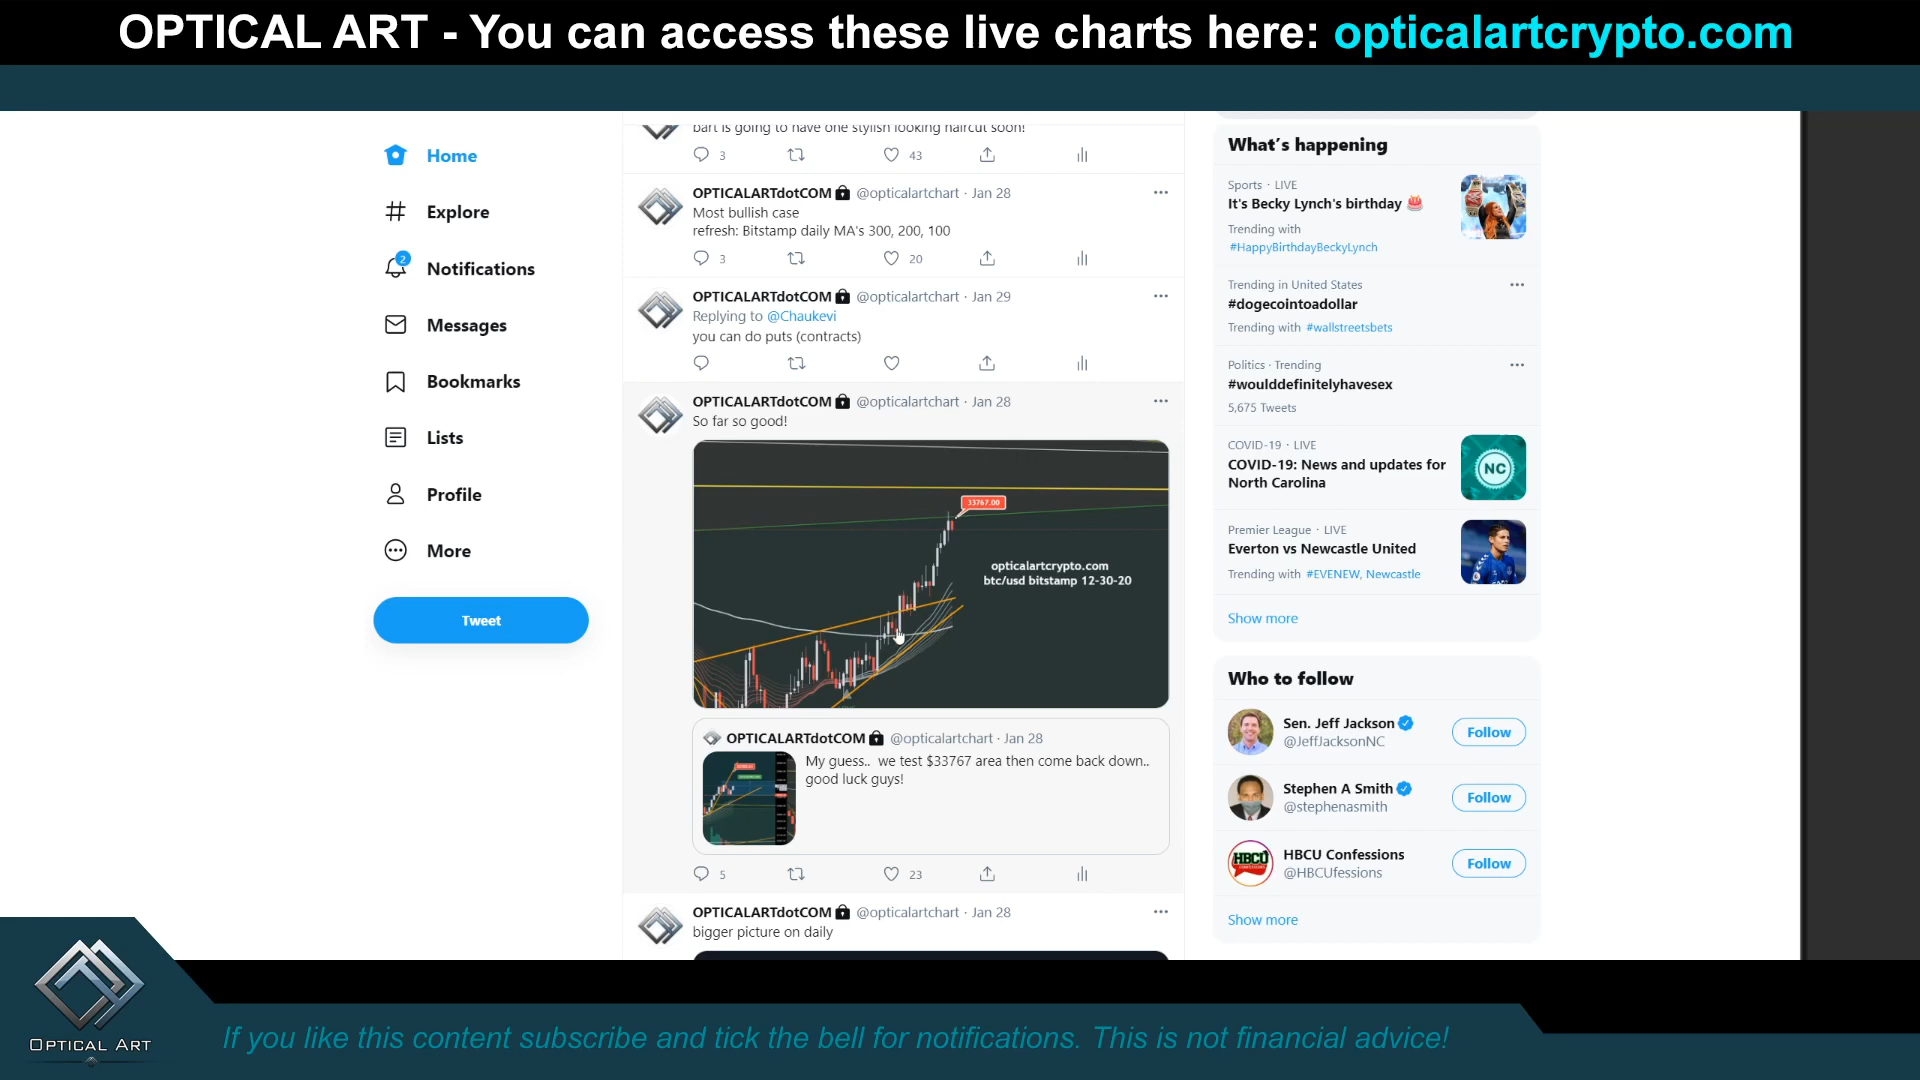 OPTICAL ART - You can access these live charts here: opticalartcrypto.com
Home
Explore
2
Notifications
Messages
Bookmarks
Lists
Profile
More
Tweet
bart is going to have one stylish looking haircut soon!
3
43
OPTICALARTdotCOM @opticalartchart · Jan 28
Most bullish case
refresh: Bitstamp daily MA's 300, 200, 100
3
20
OPTICALARTdotCOM @opticalartchart · Jan 29
Replying to @Chaukevi
you can do puts (contracts)
OPTICALARTdotCOM @opticalartchart · Jan 28
So far so good!
33767.00
opticalartcrypto.com
btc/usd bitstamp 12-30-20
OPTICALARTdotCOM @opticalartchart · Jan 28
My guess.. we test $33767 area then come back down..
good luck guys!
5
23
OPTICALARTdotCOM @opticalartchart · Jan 28
bigger picture on daily
What's happening
Sports · LIVE
It's Becky Lynch's birthday
Trending with
#HappyBirthdayBeckyLynch
Trending in United States
#dogecointoadollar
Trending with #wallstreetsbets
Politics · Trending
#woulddefinitelyhavesex
5,675 Tweets
COVID-19 · LIVE
COVID-19: News and updates for
North Carolina
NC
Premier League · LIVE
Everton vs Newcastle United
Trending with #EVENEW, Newcastle
Show more
Who to follow
Sen. Jeff Jackson
@JeffJacksonNC
Follow
Stephen A Smith
@stephenasmith
Follow
HBCU
HBCU Confessions
@HBCUfessions
Follow
Show more
OPTICAL ART
If you like this content subscribe and tick the bell for notifications. This is not financial advice!